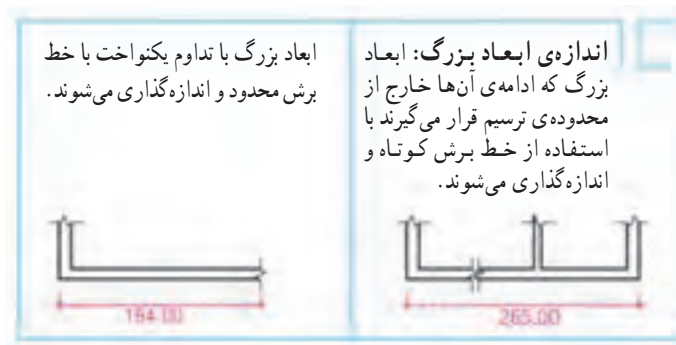 اندازه‌ی ابعاد بزرگ: ابعاد
بزرگ که ادامه‌ی آن‌ها خارج از
محدوده‌ی ترسیم قرار می‌گیرند با
استفاده از خط برش کوتاه و
اندازه‌گذاری می‌شوند.
265.00
ابعاد بزرگ با تداوم یکنواخت با خط
برش محدود و اندازه‌گذاری می‌شوند.
194.00